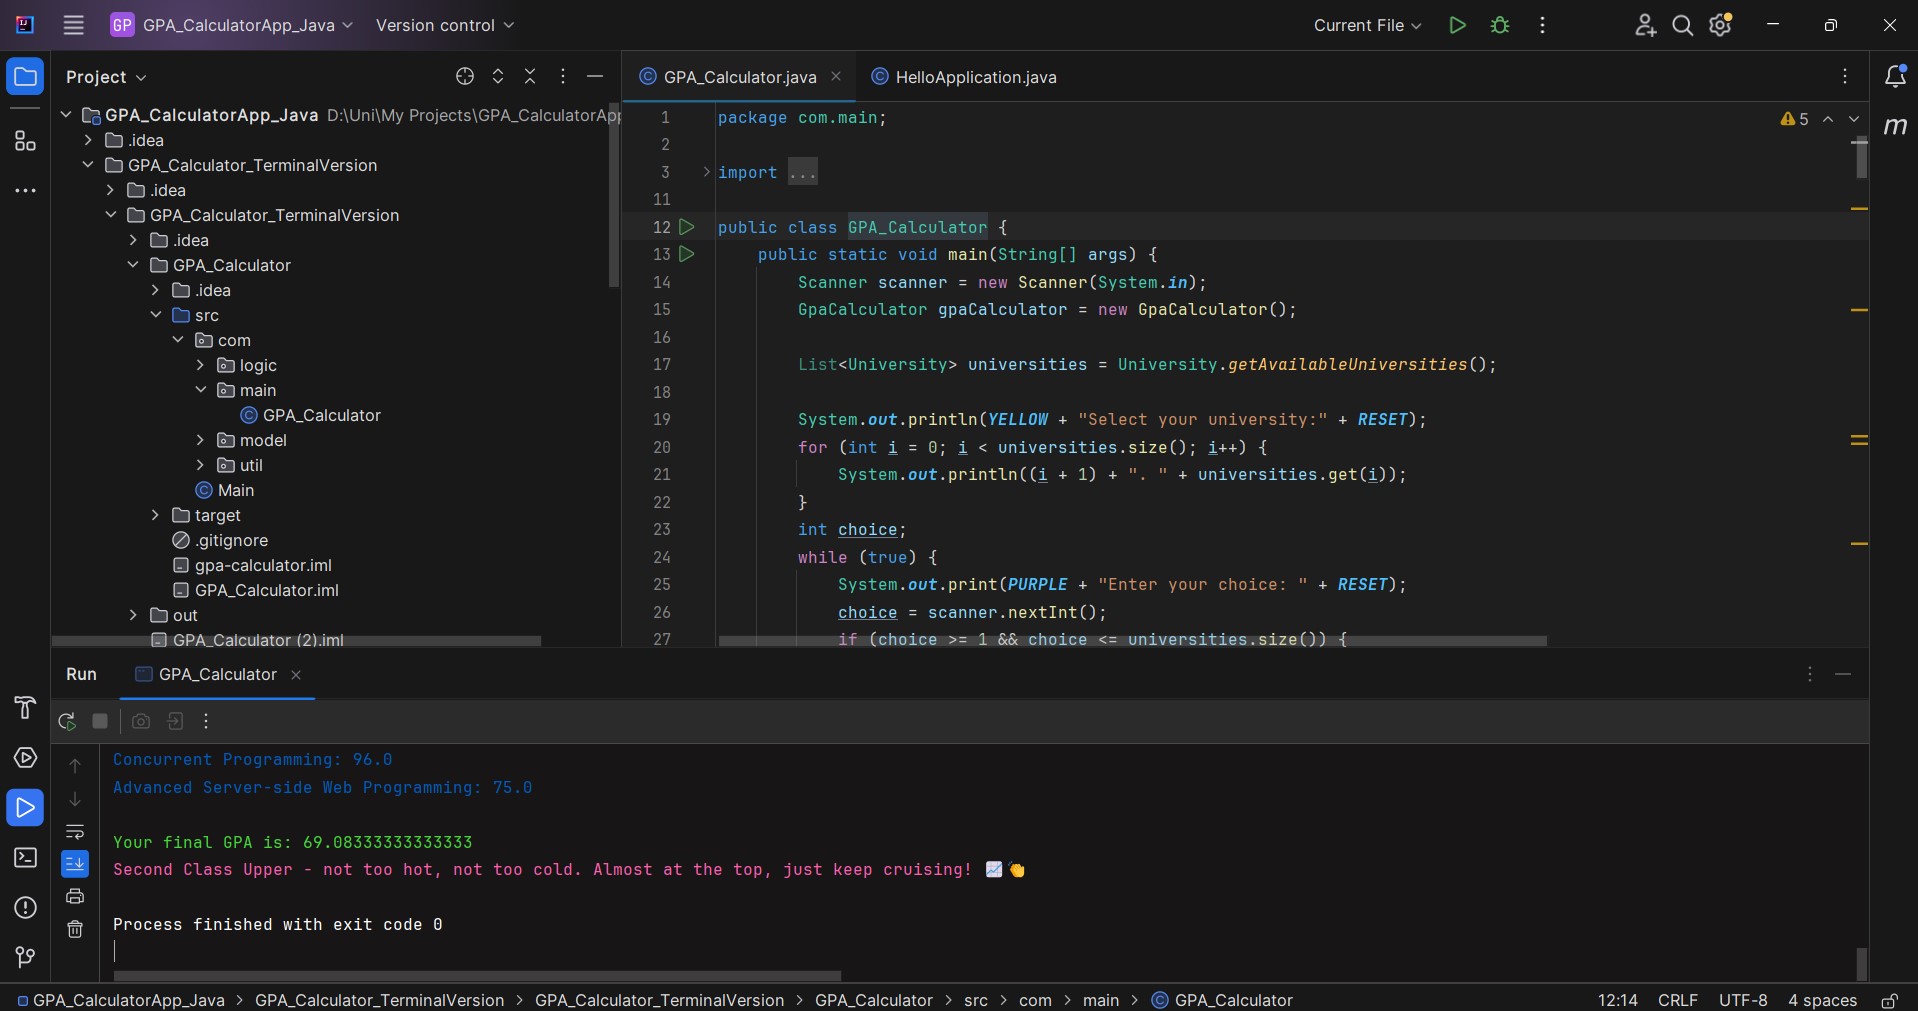 GP GPA_CalculatorApp_Java Version control Current File
Project
GPA_CalculatorApp_Java D:\Uni\My Projects\GPA_CalculatorAp
.idea
GPA_Calculator_TerminalVersion
.idea
GPA_Calculator_TerminalVersion
.idea
GPA_Calculator
.idea
src
com
logic
main
GPA_Calculator
model
util
Main
target
.gitignore
gpa-calculator.iml
GPA_Calculator.iml
out
GPA_Calculator (2).iml
GPA_Calculator.java HelloApplication.java
5
m
1 package com.main;
2
3 import ...
11
12 public class GPA_Calculator {
13 public static void main(String[] args) {
14 Scanner scanner = new Scanner(System.in);
15 GpaCalculator gpaCalculator = new GpaCalculator();
16
17 List<University> universities = University.getAvailableUniversities();
18
19 System.out.println(YELLOW + "Select your university:" + RESET);
20 for (int i = 0; i < universities.size(); i++) {
21 System.out.println((i + 1) + ". " + universities.get(i));
22 }
23 int choice;
24 while (true) {
25 System.out.print(PURPLE + "Enter your choice: " + RESET);
26 choice = scanner.nextInt();
27 if (choice >= 1 && choice <= universities.size()) {
Run GPA_Calculator
Concurrent Programming: 96.0
Advanced Server-side Web Programming: 75.0
Your final GPA is: 69.08333333333333
Second Class Upper - not too hot, not too cold. Almost at the top, just keep cruising! 📈👏
Process finished with exit code 0
GPA_CalculatorApp_Java > GPA_Calculator_TerminalVersion > GPA_Calculator_TerminalVersion > GPA_Calculator > src > com > main > GPA_Calculator 12:14 CRLF UTF-8 4 spaces